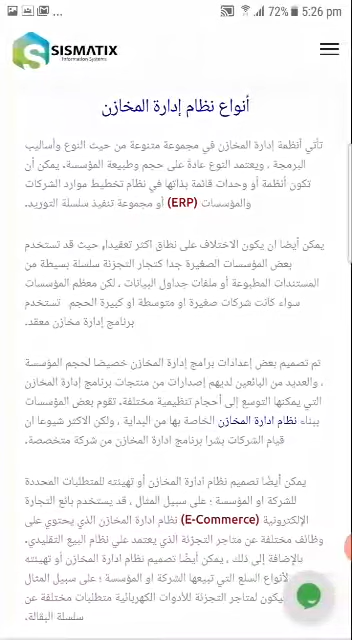 72% 5:26 pm
SISMATIX
Information Systems
أنواع نظام إدارة المخازن
تأتي أنظمة إدارة المخازن في مجموعة متنوعة من حيث النوع وأساليب
البرمجة ، ويعتمد النوع عادةً على حجم وطبيعة المؤسسة. يمكن أن
تكون أنظمة أو وحدات قائمة بذاتها في نظام تخطيط موارد الشركات
والمؤسسات (ERP) أو مجموعة تنفيذ سلسلة التوريد.
يمكن أيضا ان يكون الاختلاف على نطاق اكثر تعقيدا, حيث قد تستخدم
بعض المؤسسات الصغيرة جدا كتجار التجزئة سلسلة بسيطة من
المستندات المطبوعة أو ملفات جداول البيانات ، لكن معظم المؤسسات
سواء كانت شركات صغيرة او متوسطة او كبيرة الحجم تستخدم
برنامج إدارة مخازن معقد.
تم تصميم بعض إعدادات برامج إدارة المخازن خصيصا لحجم المؤسسة
، والعديد من البائعين لديهم إصدارات من منتجات برنامج إدارة المخازن
التي يمكنها التوسع إلى أحجام تنظيمية مختلفة. تقوم بعض المؤسسات
ببناء نظام ادارة المخازن الخاصة بها من البداية ، ولكن الاكثر شيوعا ان
قيام الشركات بشرا برنامج ادارة المخازن من شركة متخصصة.
يمكن أيضًا تصميم نظام ادارة المخازن أو تهيئته للمتطلبات المحددة
للشركة او المؤسسة ؛ على سبيل المثال ، قد يستخدم بائع التجارة
الإلكترونية (E-Commerce) نظام ادارة المخازن الذي يحتوي على
وظائف مختلفة عن متاجر التجزئة الذي يعتمد علي نظام البيع التقليدي.
بالإضافة إلى ذلك ، يمكن أيضًا تصميم نظام ادارة المخازن أو تهيئته
لأنواع السلع التي تبيعها الشركة او المؤسسة ؛ على سبيل المثال
يكون لمتاجر التجزئة للأدوات الكهربائية متطلبات مختلفة عن
سلسلة البقالة.